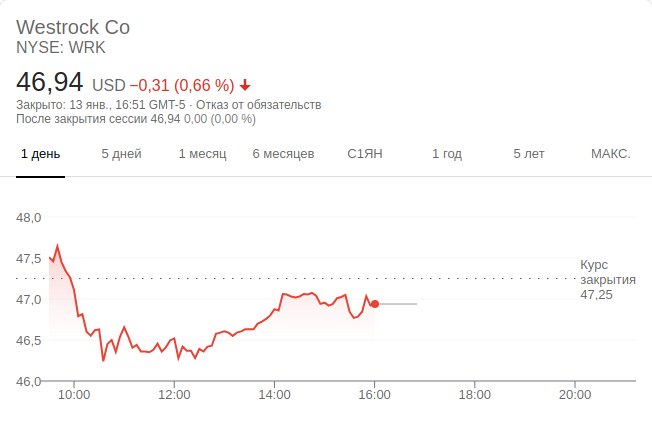 Westrock Co
NYSE: WRK
46,94 USD −0,31 (0,66 %)
Закрыто: 13 янв., 16:51 GMT-5 · Отказ от обязательств
После закрытия сессии 46,94 0,00 (0,00 %)
1 день 5 дней 1 месяц 6 месяцев С1ЯН 1 год 5 лет МАКС.
48,0
47,5
Курс
закрытия
47,25
47,0
46,5
46,0
10:00 12:00 14:00 16:00 18:00 20:00